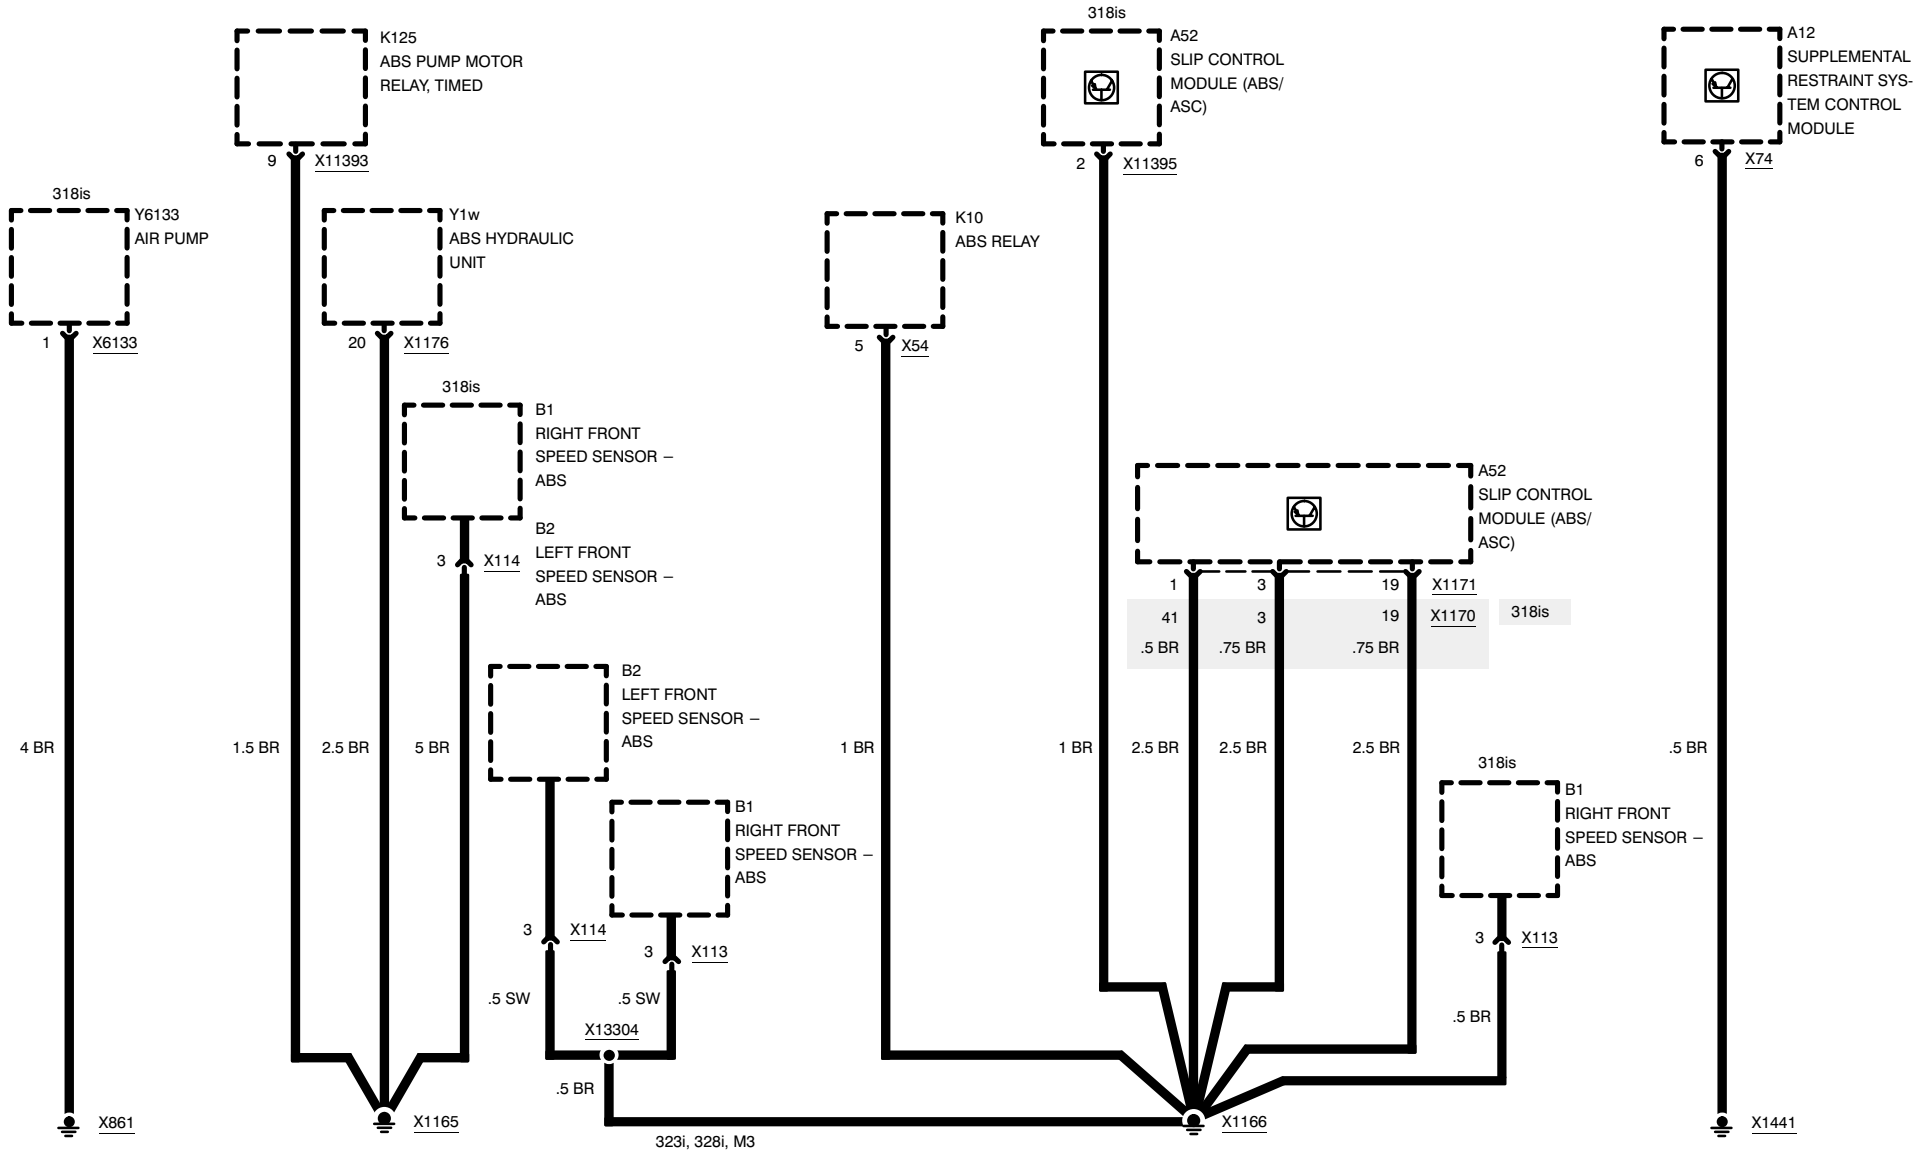 318is
K125
ABS PUMP MOTOR
RELAY, TIMED
A52
SLIP CONTROL
MODULE (ABS/
ASC)
A12
SUPPLEMENTAL
RESTRAINT SYS-
TEM CONTROL
MODULE
9 X11393
2 X11395
6 X74
318is
Y6133
AIR PUMP
Y1w
ABS HYDRAULIC
UNIT
K10
ABS RELAY
1 X6133
20 X1176
5 X54
318is
B1
RIGHT FRONT
SPEED SENSOR –
ABS
B2
LEFT FRONT
SPEED SENSOR –
ABS
3 X114
A52
SLIP CONTROL
MODULE (ABS/
ASC)
1 3 19 X1171
41 3 19 X1170 318is
.5 BR .75 BR .75 BR
B2
LEFT FRONT
SPEED SENSOR –
ABS
4 BR 1.5 BR 2.5 BR 5 BR 1 BR 1 BR 2.5 BR 2.5 BR 2.5 BR .5 BR
318is
B1
RIGHT FRONT
SPEED SENSOR –
ABS
B1
RIGHT FRONT
SPEED SENSOR –
ABS
3 X114
3 X113
3 X113
.5 SW .5 SW
.5 BR
X13304
.5 BR
X861
X1165
X1166
X1441
323i, 328i, M3